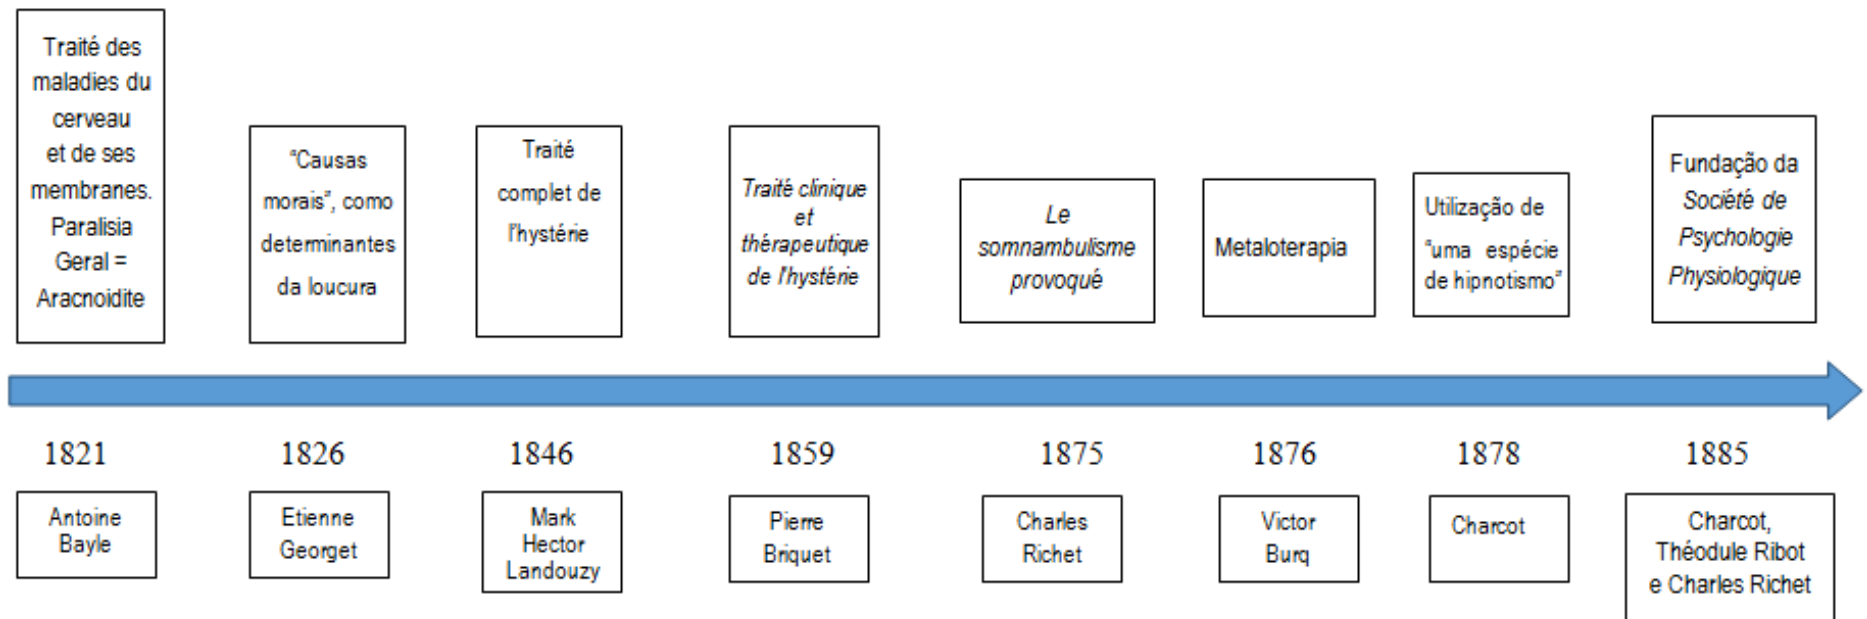 Traité des
maladies du
cerveau
et de ses
membranes.
Paralisia
Geral =
Aracnoidite
"Causas
morais", como
determinantes
da loucura
Traité
complet de
l'hystérie
Traité clinique
et
thérapeutique
de l'hystérie
Le
somnambulisme
provoqué
Metaloterapia
Utilização de
"uma espécie
de hipnotismo"
Fundação da
Société de
Psychologie
Physiologique
1821
1826
1846
1859
1875
1876
1878
1885
Antoine
Bayle
Etienne
Georget
Mark
Hector
Landouzy
Pierre
Briquet
Charles
Richet
Victor
Burq
Charcot
Charcot,
Théodule Ribot
e Charles Richet